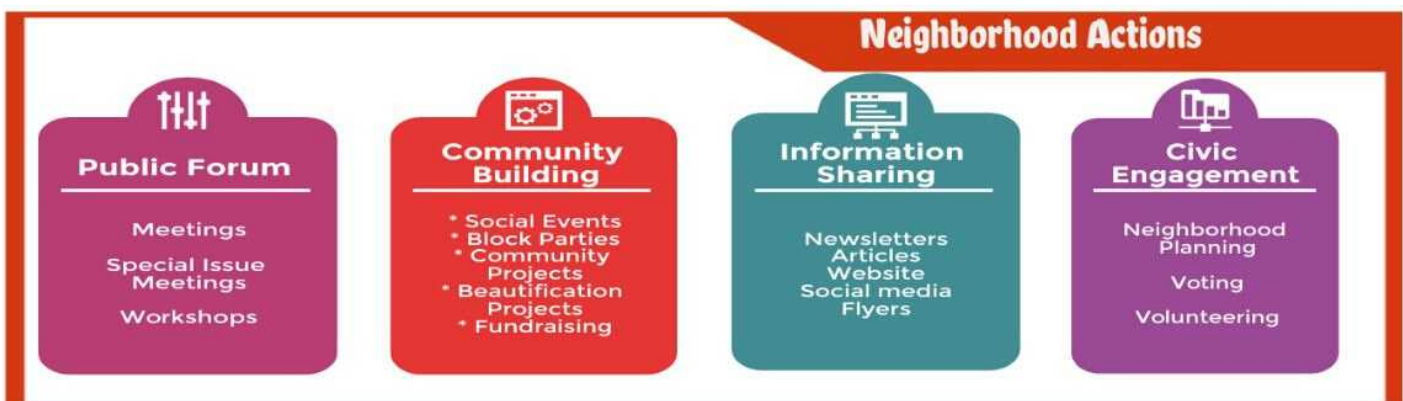 Neighborhood Actions
Public Forum
Meetings
Special Issue
Meetings
Workshops
Community
Building
* Social Events
* Block Parties
* Community
Projects
* Beautification
Projects
* Fundraising
Information
Sharing
Newsletters
Articles
Website
Social media
Flyers
Civic
Engagement
Neighborhood
Planning
Voting
Volunteering